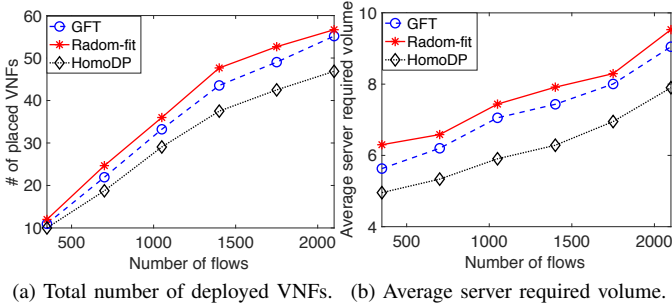 60
50
40
30
20
10
# of placed VNFs
GFT
Radom-fit
HomoDP
500 1000 1500 2000
Number of flows
(a) Total number of deployed VNFs.
10
8
6
4
Average server required volume
GFT
Radom-fit
HomoDP
500 1000 1500 2000
Number of flows
(b) Average server required volume.